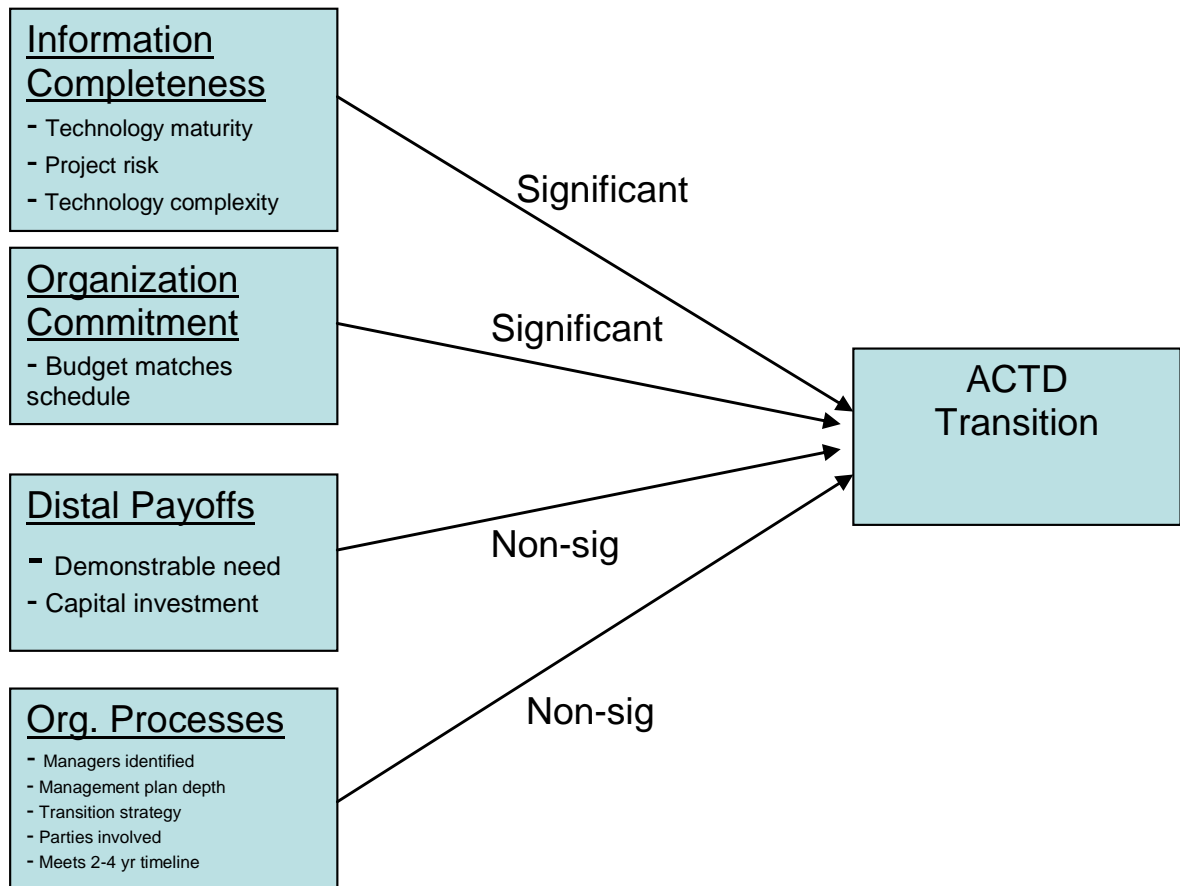 Information
Completeness
- Technology maturity
- Project risk
- Technology complexity
Significant
Organization
Commitment
- Budget matches
schedule
Significant
ACTD
Transition
Distal Payoffs
- Demonstrable need
- Capital investment
Non-sig
Org. Processes
- Managers identified
- Management plan depth
- Transition strategy
- Parties involved
- Meets 2-4 yr timeline
Non-sig